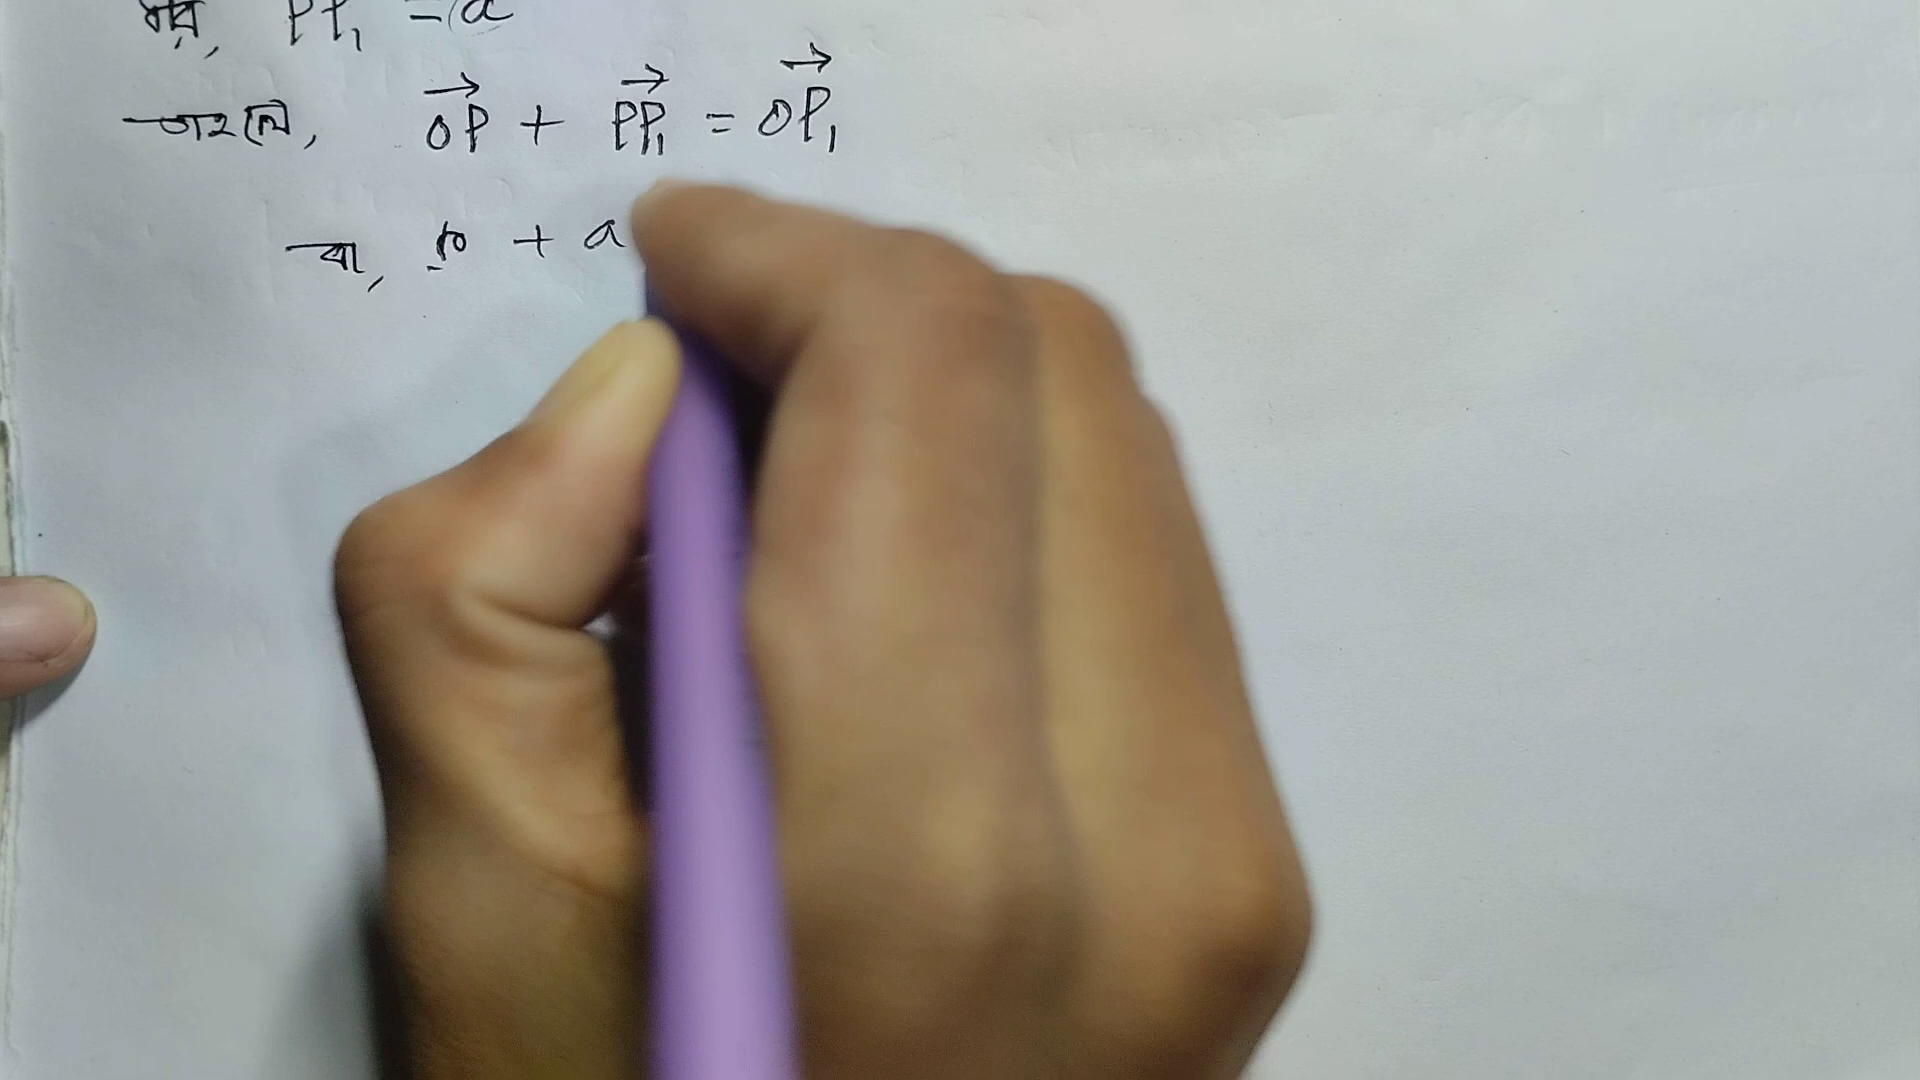 ধরি, PP₁ = a
তাহলে, OP⃗ + PP₁⃗ = OP₁⃗
বা, + a